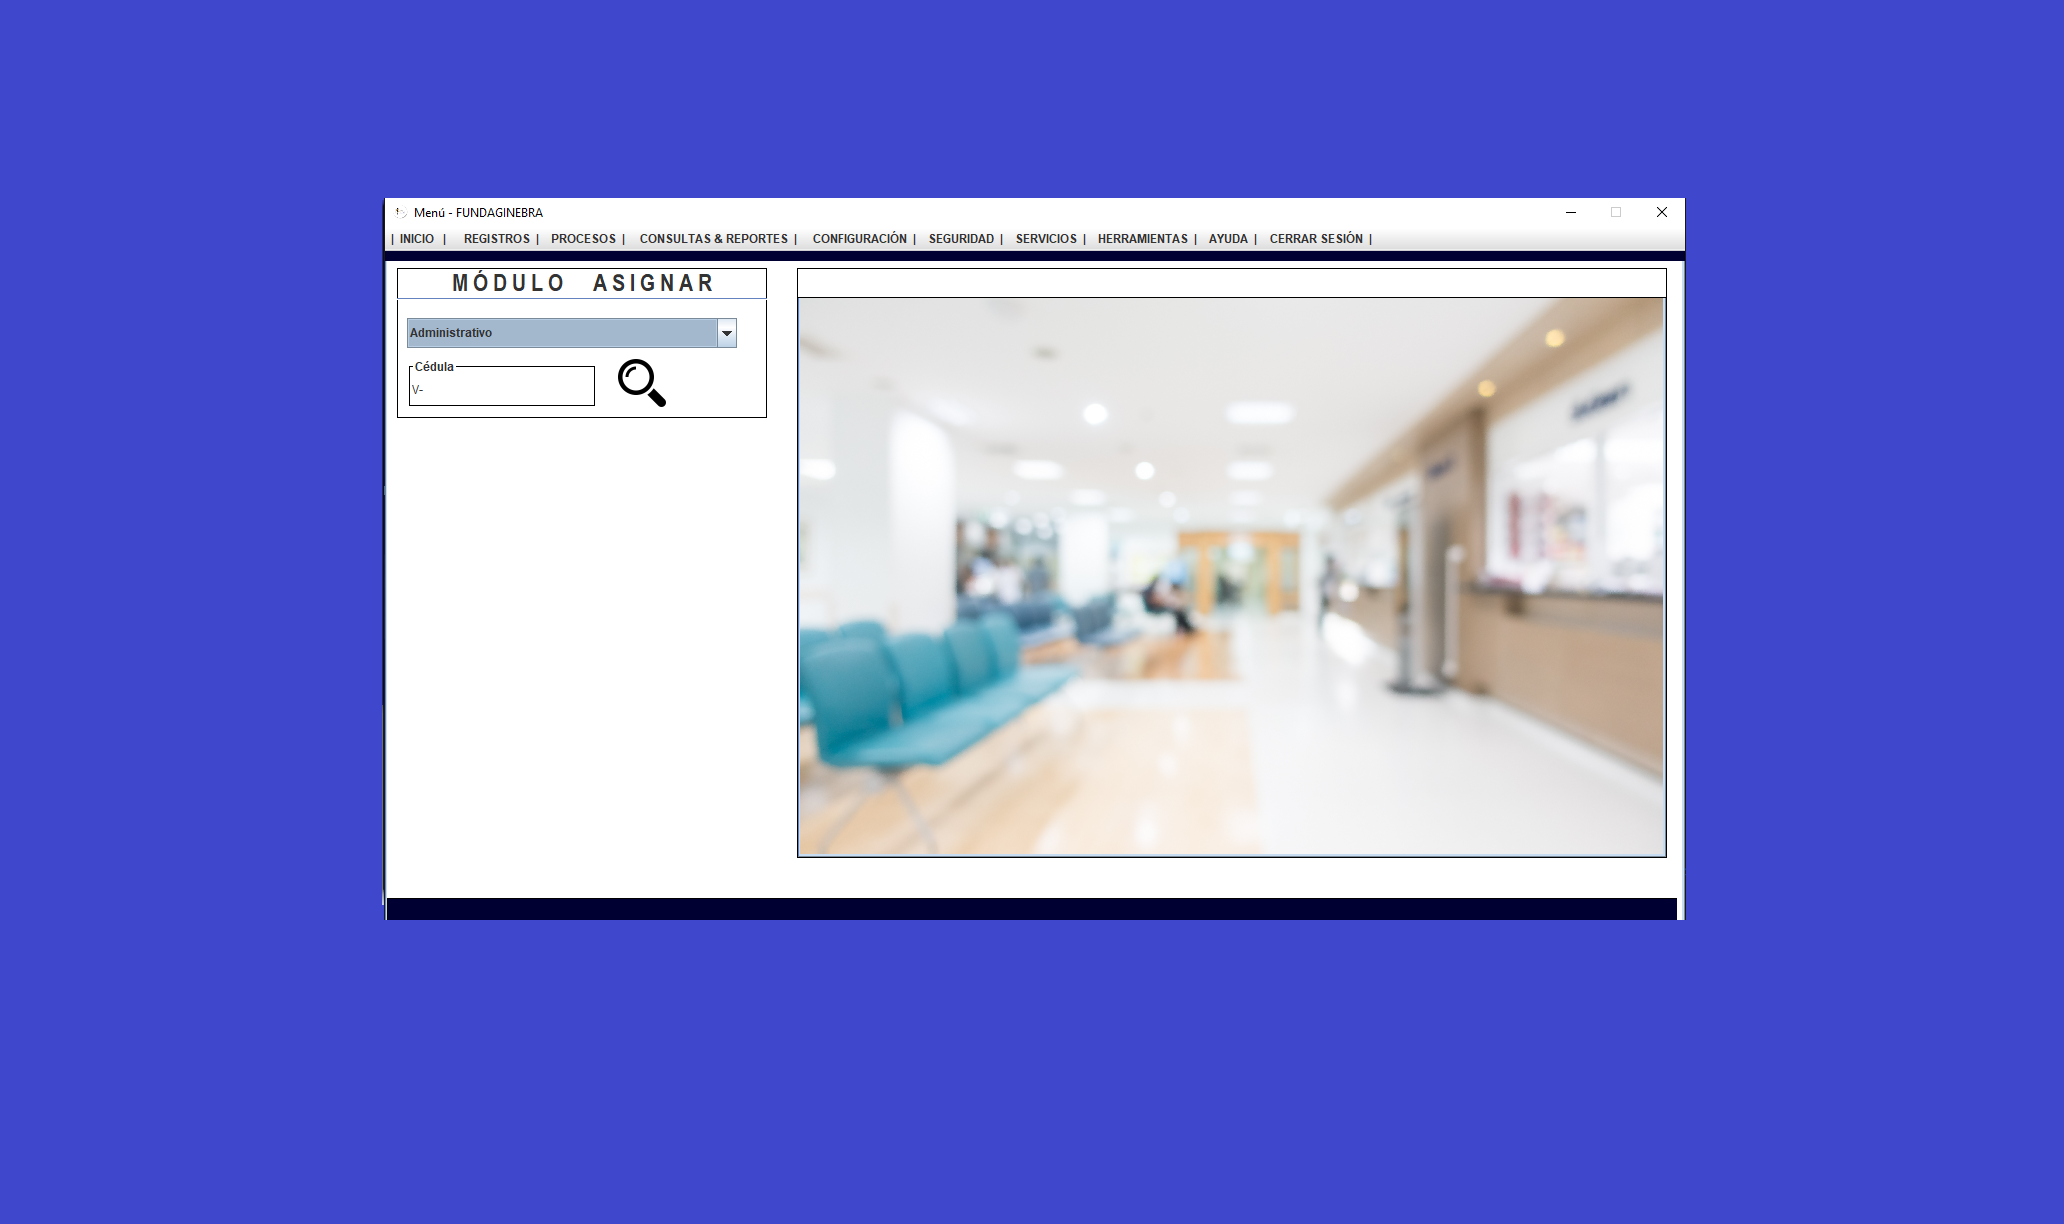 Menú - FUNDAGINEBRA
| INICIO | REGISTROS | PROCESOS | CONSULTAS & REPORTES | CONFIGURACIÓN | SEGURIDAD | SERVICIOS | HERRAMIENTAS | AYUDA | CERRAR SESIÓN |
MÓDULO ASIGNAR
Administrativo
Cédula
V-